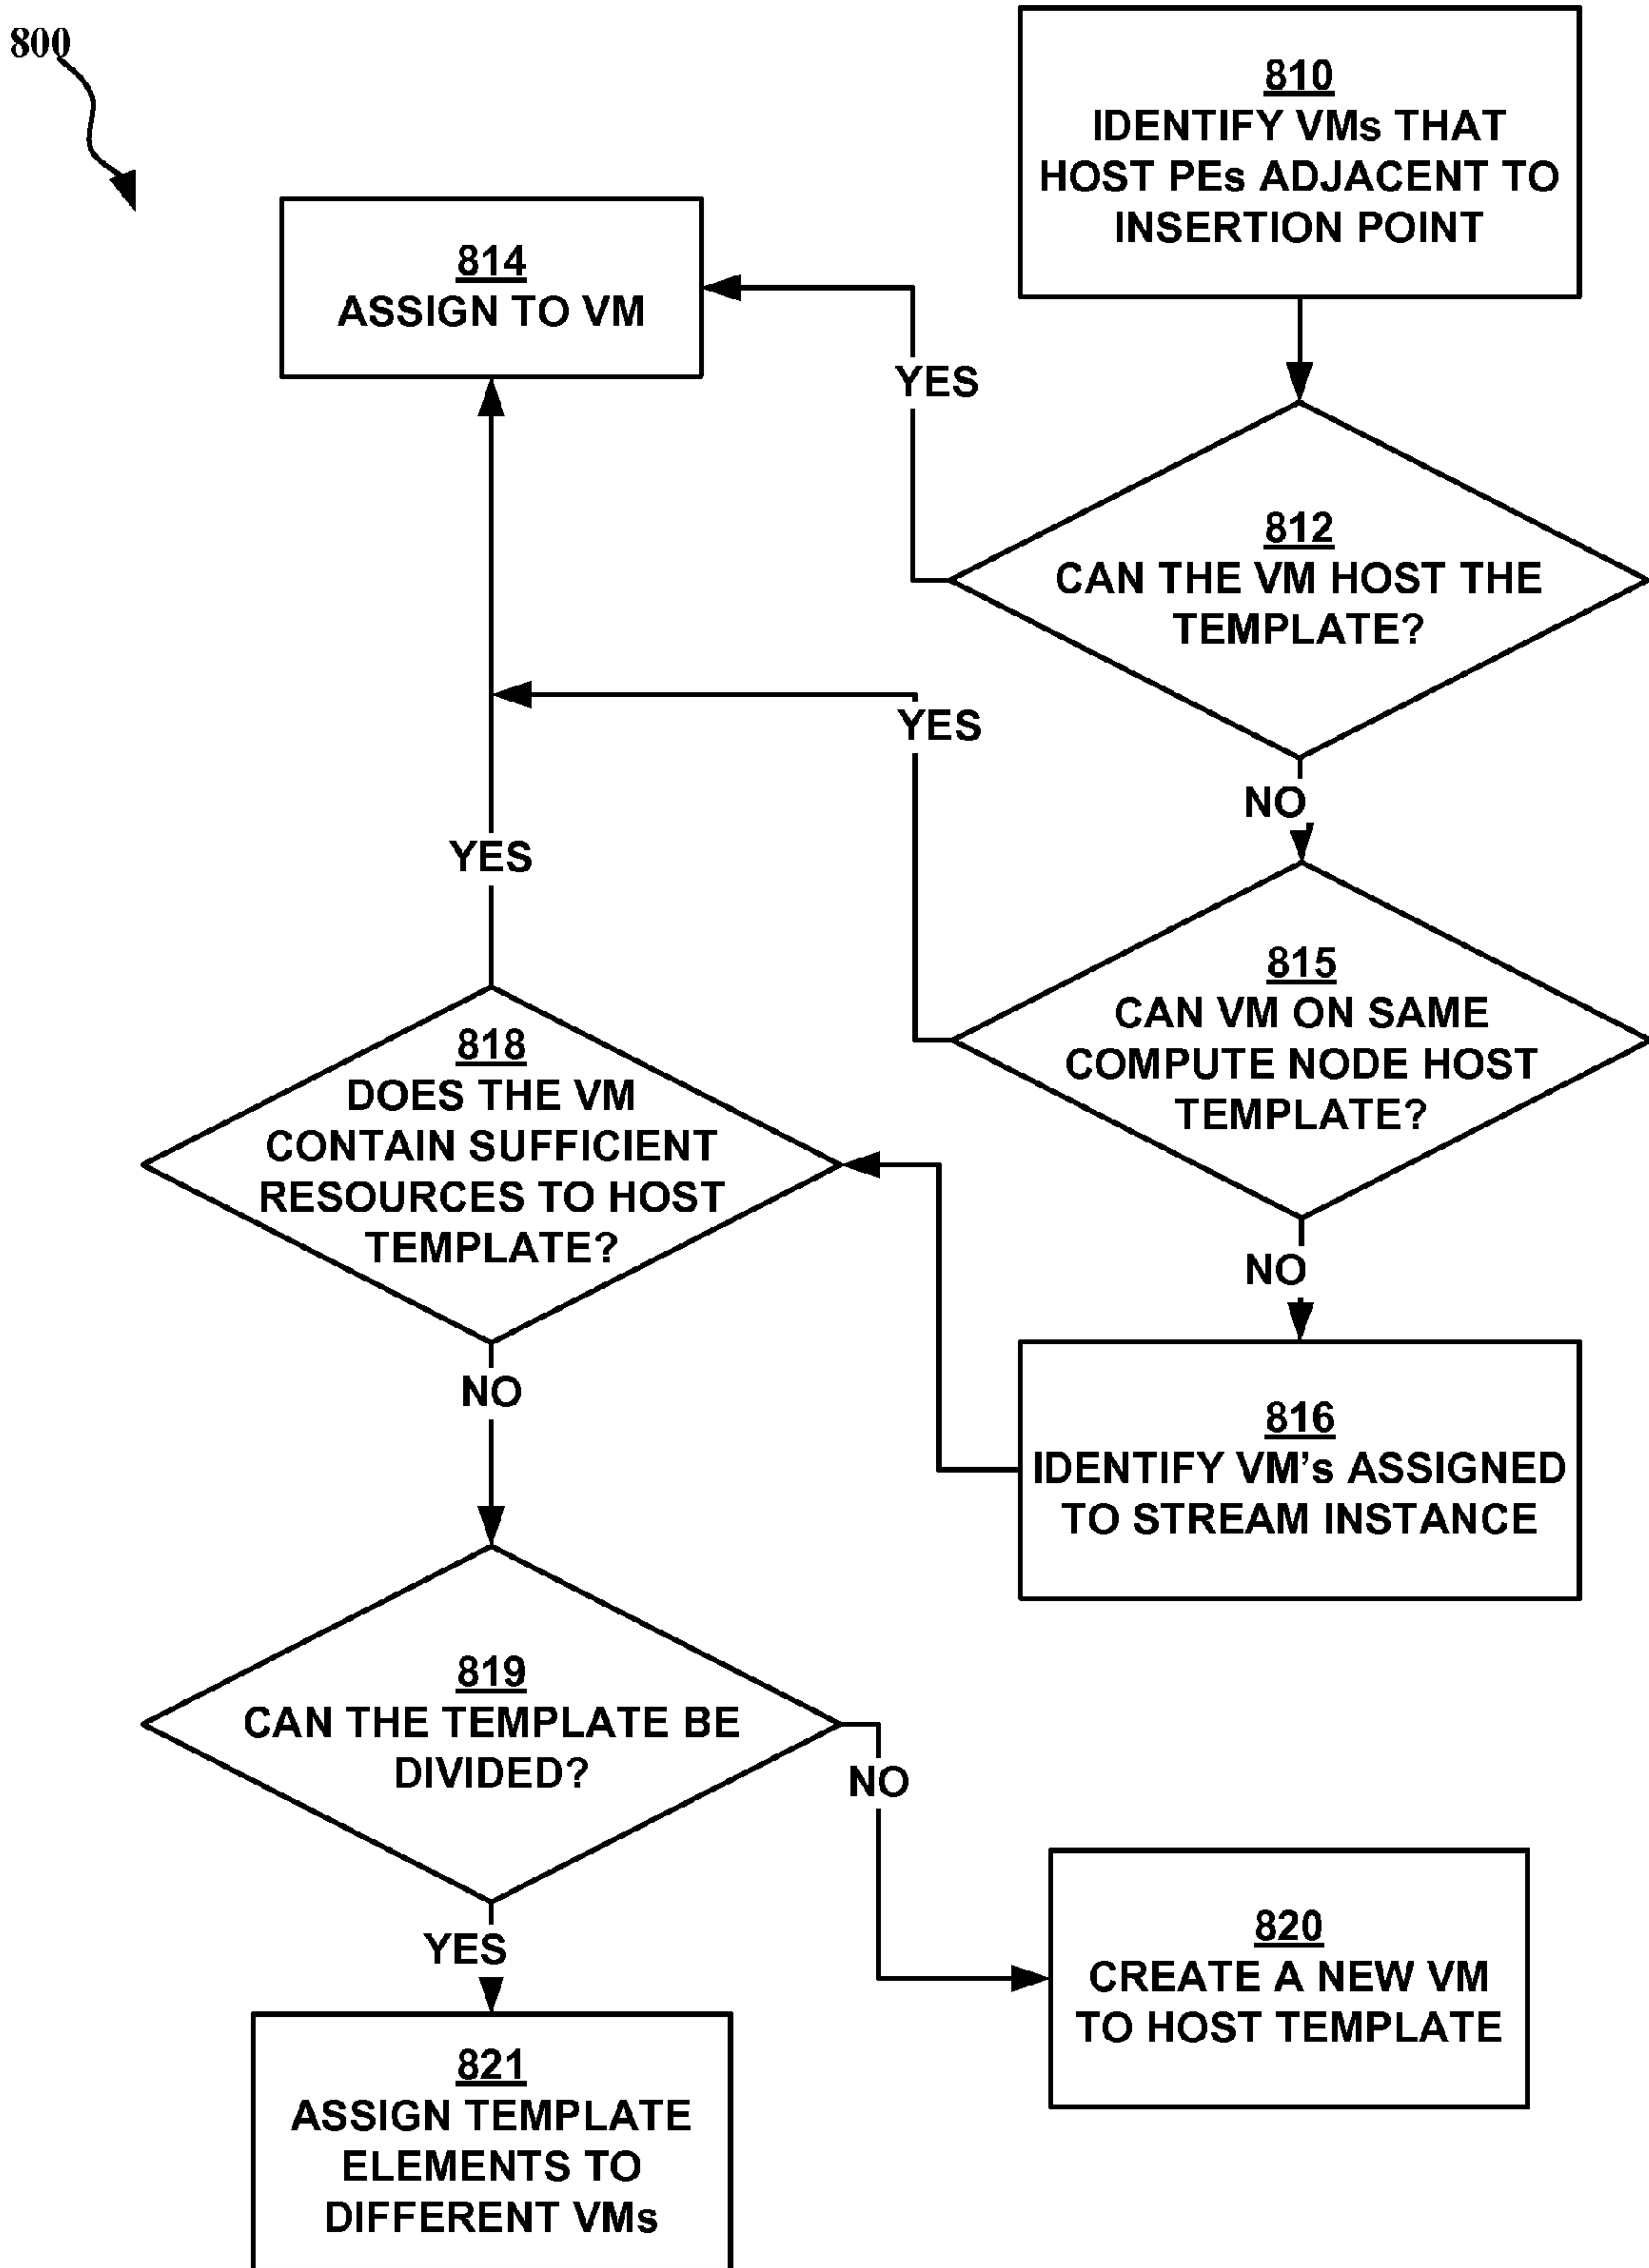 800
810
IDENTIFY VMs THAT
HOST PEs ADJACENT TO
INSERTION POINT
814
ASSIGN TO VM
YES
812
CAN THE VM HOST THE
TEMPLATE?
YES
NO
YES
815
CAN VM ON SAME
COMPUTE NODE HOST
TEMPLATE?
818
DOES THE VM
CONTAIN SUFFICIENT
RESOURCES TO HOST
TEMPLATE?
NO
NO
816
IDENTIFY VM's ASSIGNED
TO STREAM INSTANCE
819
CAN THE TEMPLATE BE
DIVIDED?
NO
YES
820
CREATE A NEW VM
TO HOST TEMPLATE
821
ASSIGN TEMPLATE
ELEMENTS TO
DIFFERENT VMs